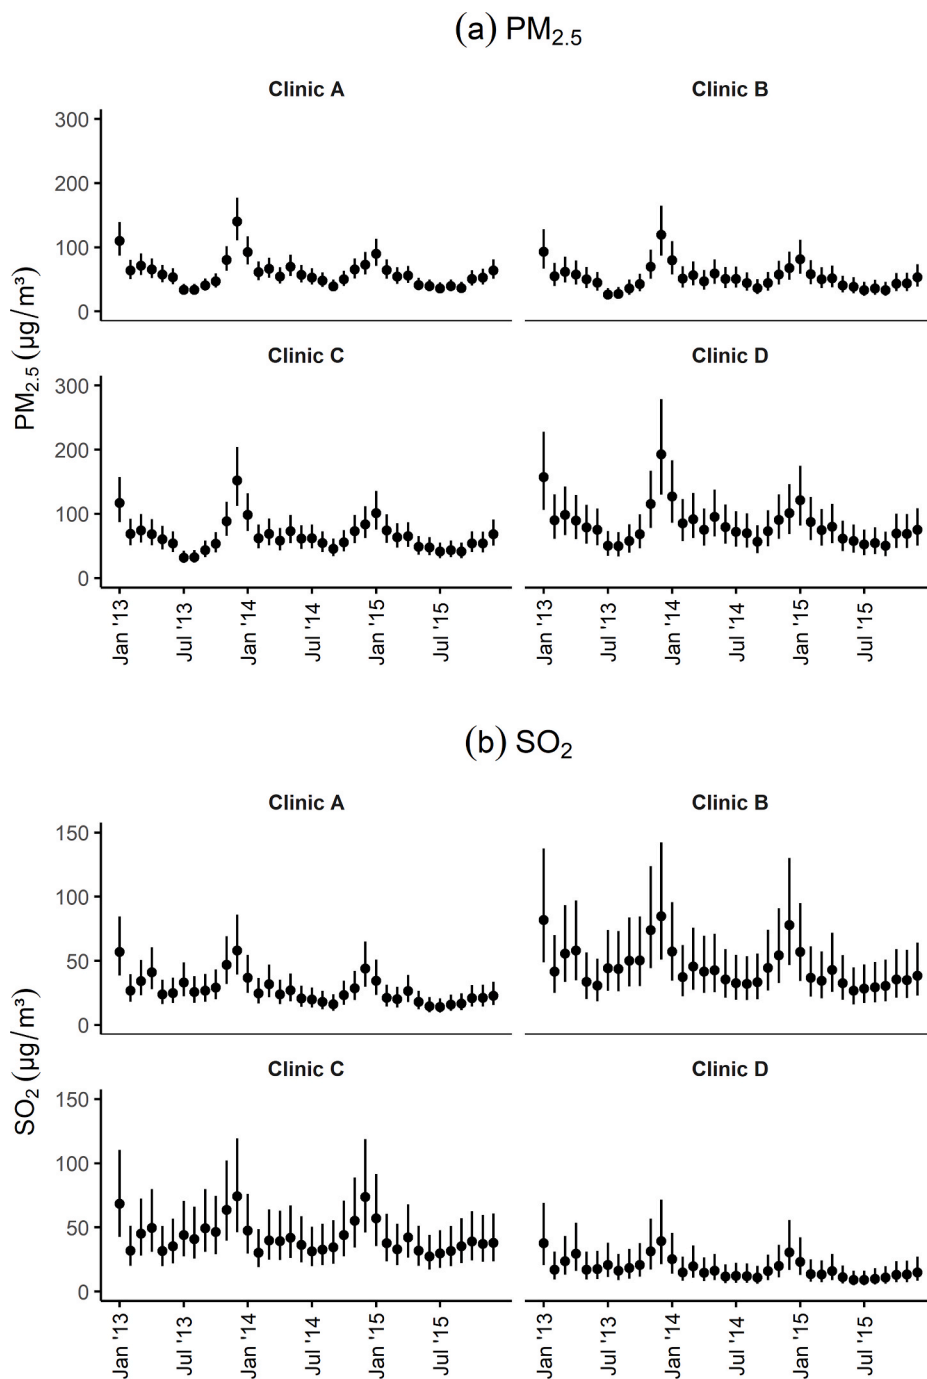 (a) PM2.5
Clinic A
Clinic B
300
200
100
0
Clinic C
Clinic D
300
200
100
0
PM2.5 (μg/m³)
Jan '13
Jul '13
Jan '14
Jul '14
Jan '15
Jul '15
Jan '13
Jul '13
Jan '14
Jul '14
Jan '15
Jul '15
(b) SO2
Clinic A
Clinic B
150
100
50
0
Clinic C
Clinic D
150
100
50
0
SO2 (μg/m³)
Jan '13
Jul '13
Jan '14
Jul '14
Jan '15
Jul '15
Jan '13
Jul '13
Jan '14
Jul '14
Jan '15
Jul '15